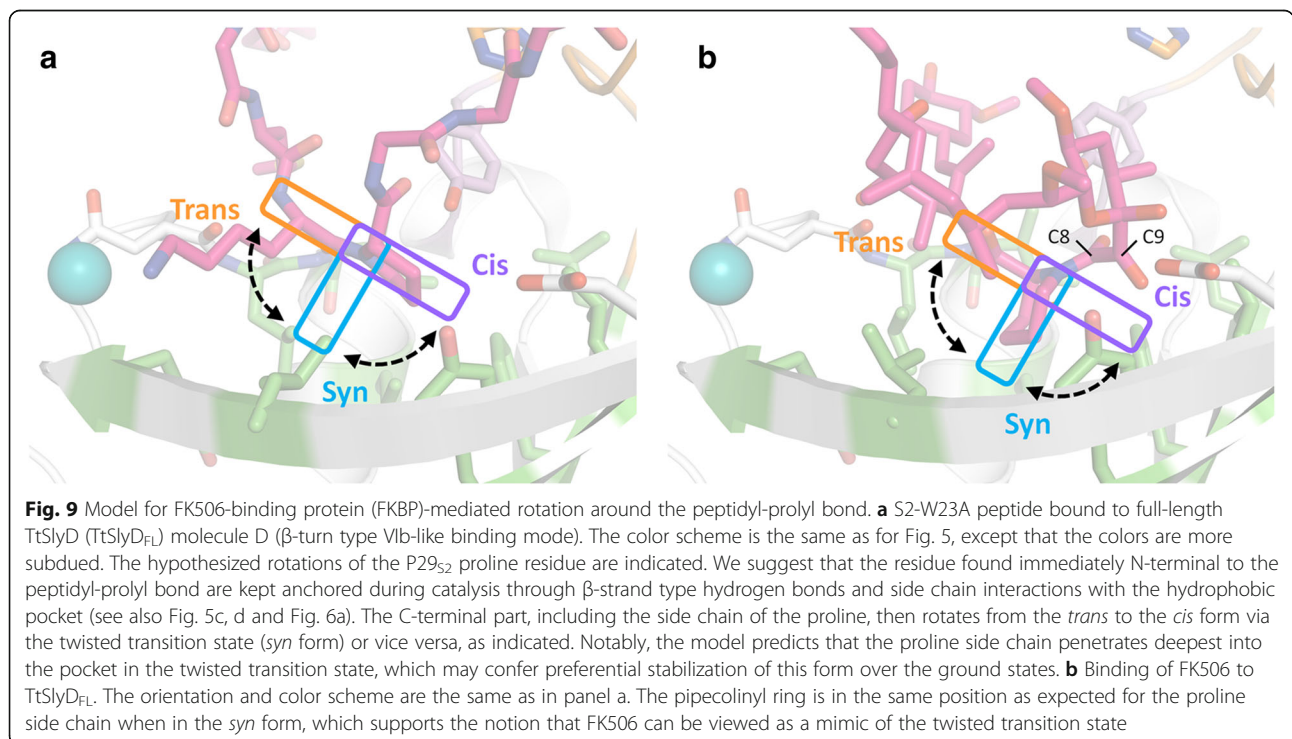 a
b
Trans
Cis
Syn
Trans
C8
C9
Cis
Syn
Fig. 9 Model for FK506-binding protein (FKBP)-mediated rotation around the peptidyl-prolyl bond. a S2-W23A peptide bound to full-length
TtSlyD (TtSlyDFL) molecule D (β-turn type VIb-like binding mode). The color scheme is the same as for Fig. 5, except that the colors are more
subdued. The hypothesized rotations of the P29S2 proline residue are indicated. We suggest that the residue found immediately N-terminal to the
peptidyl-prolyl bond are kept anchored during catalysis through β-strand type hydrogen bonds and side chain interactions with the hydrophobic
pocket (see also Fig. 5c, d and Fig. 6a). The C-terminal part, including the side chain of the proline, then rotates from the trans to the cis form via
the twisted transition state (syn form) or vice versa, as indicated. Notably, the model predicts that the proline side chain penetrates deepest into
the pocket in the twisted transition state, which may confer preferential stabilization of this form over the ground states. b Binding of FK506 to
TtSlyDFL. The orientation and color scheme are the same as in panel a. The pipecolinyl ring is in the same position as expected for the proline
side chain when in the syn form, which supports the notion that FK506 can be viewed as a mimic of the twisted transition state